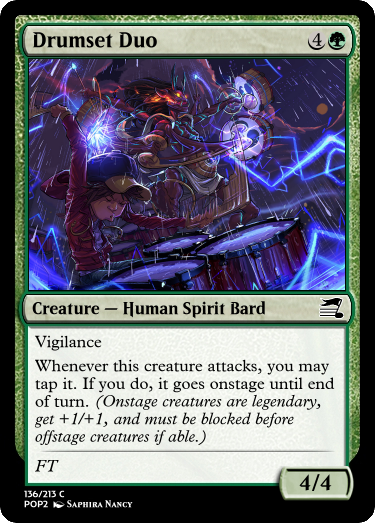 Drumset Duo 4
Creature — Human Spirit Bard
Vigilance
Whenever this creature attacks, you may
tap it. If you do, it goes onstage until end
of turn. (Onstage creatures are legendary,
get +1/+1, and must be blocked before
offstage creatures if able.)
FT
4/4
136/213 C
POP2 Saphira Nancy